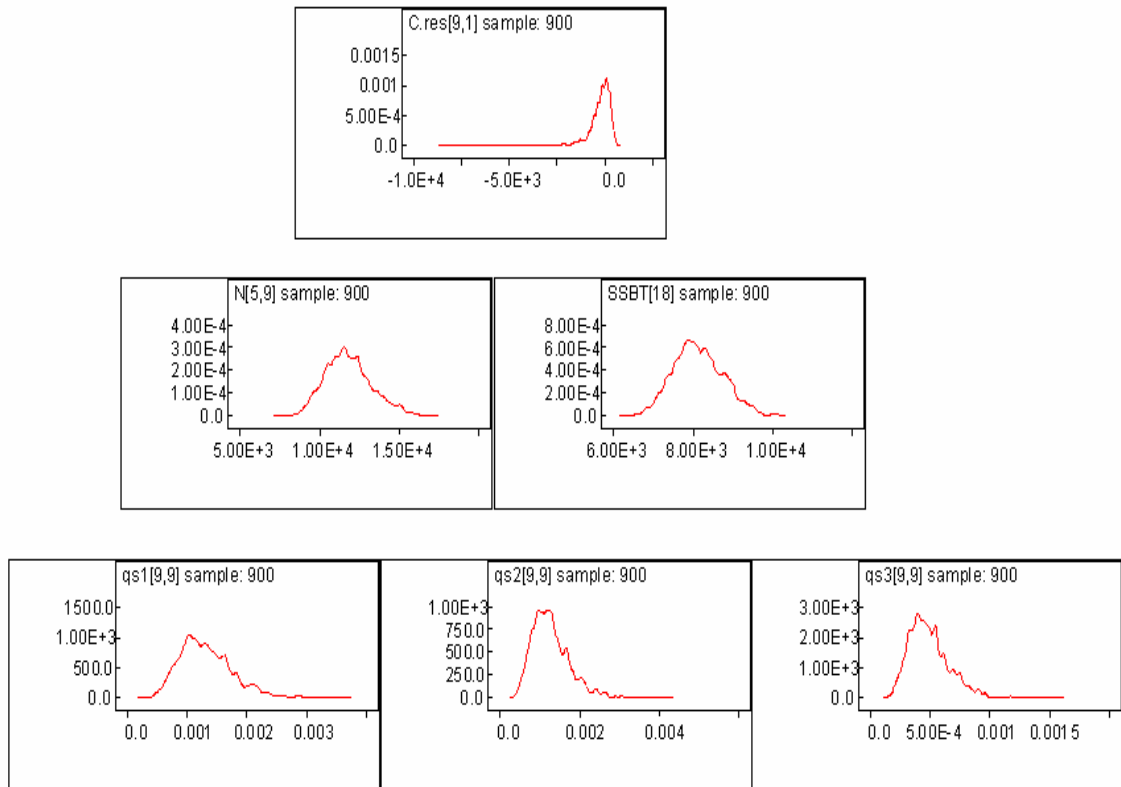 C.res[9,1] sample: 900
0.0015
0.001
5.00E-4
0.0
-1.0E+4 -5.0E+3 0.0
N[5,9] sample: 900
4.00E-4
3.00E-4
2.00E-4
1.00E-4
0.0
5.00E+3 1.00E+4 1.50E+4
SSBT[18] sample: 900
8.00E-4
6.00E-4
4.00E-4
2.00E-4
0.0
6.00E+3 8.00E+3 1.00E+4
qs1[9,9] sample: 900
1500.0
1.00E+3
500.0
0.0
0.0 0.001 0.002 0.003
qs2[9,9] sample: 900
1.00E+3
750.0
500.0
250.0
0.0
0.0 0.002 0.004
qs3[9,9] sample: 900
3.00E+3
2.00E+3
1.00E+3
0.0
0.0 5.00E-4 0.001 0.0015